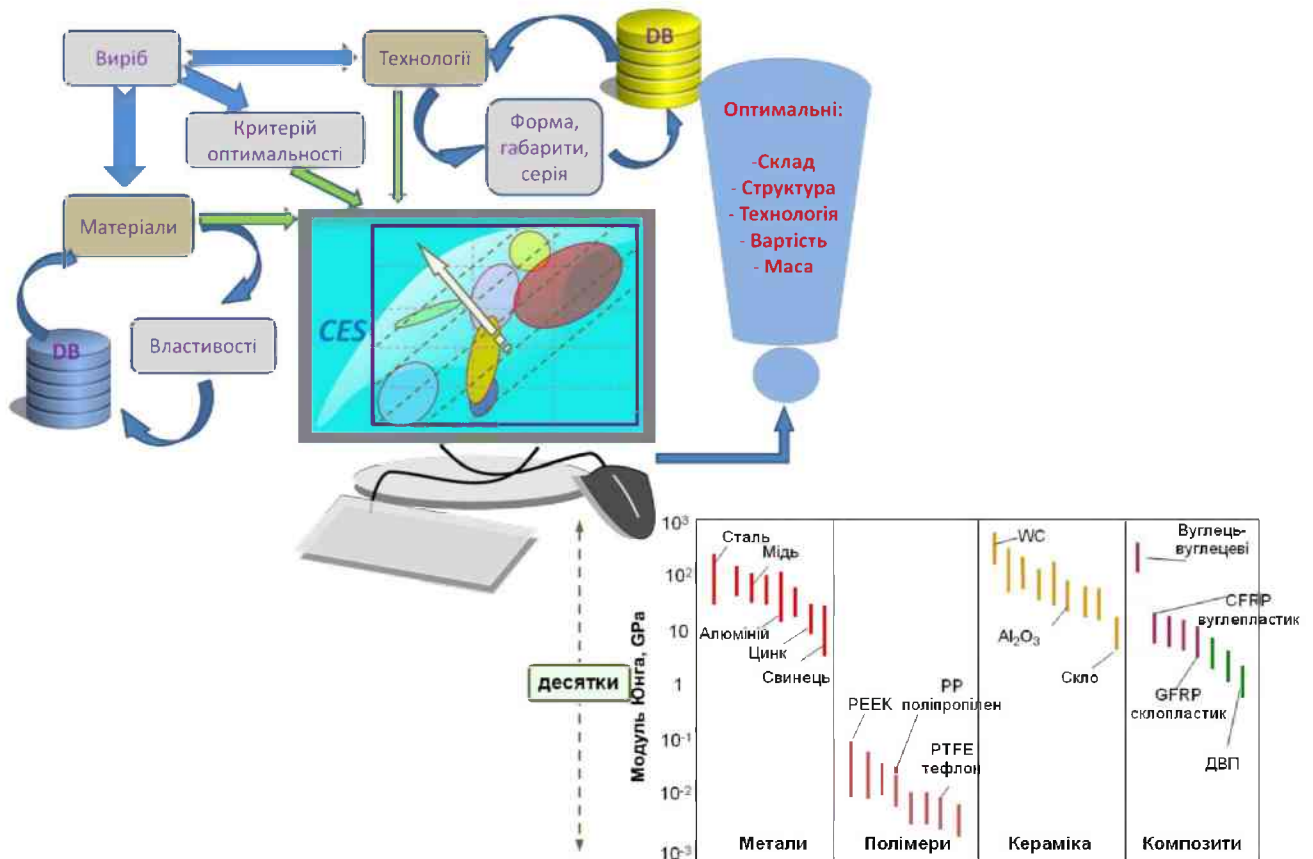 Виріб
Технології
DB
Критерій
оптимальності
Форма,
габарити,
серія
Матеріали
Властивості
DB
CES
Оптимальні:
-Склад
- Структура
- Технологія
- Вартість
- Маса
десятки
Модуль Юнга, GPa
10³
10²
10
1
10⁻¹
10⁻²
10⁻³
Сталь
Мідь
Алюміній
Цинк
Свинець
Метали
PEEK
PP
поліпропілен
PTFE
тефлон
Полімери
WC
Al₂O₃
Скло
Кераміка
Вуглець-
вуглецеві
CFRP
вуглепластик
GFRP
склопластик
ДВП
Композити